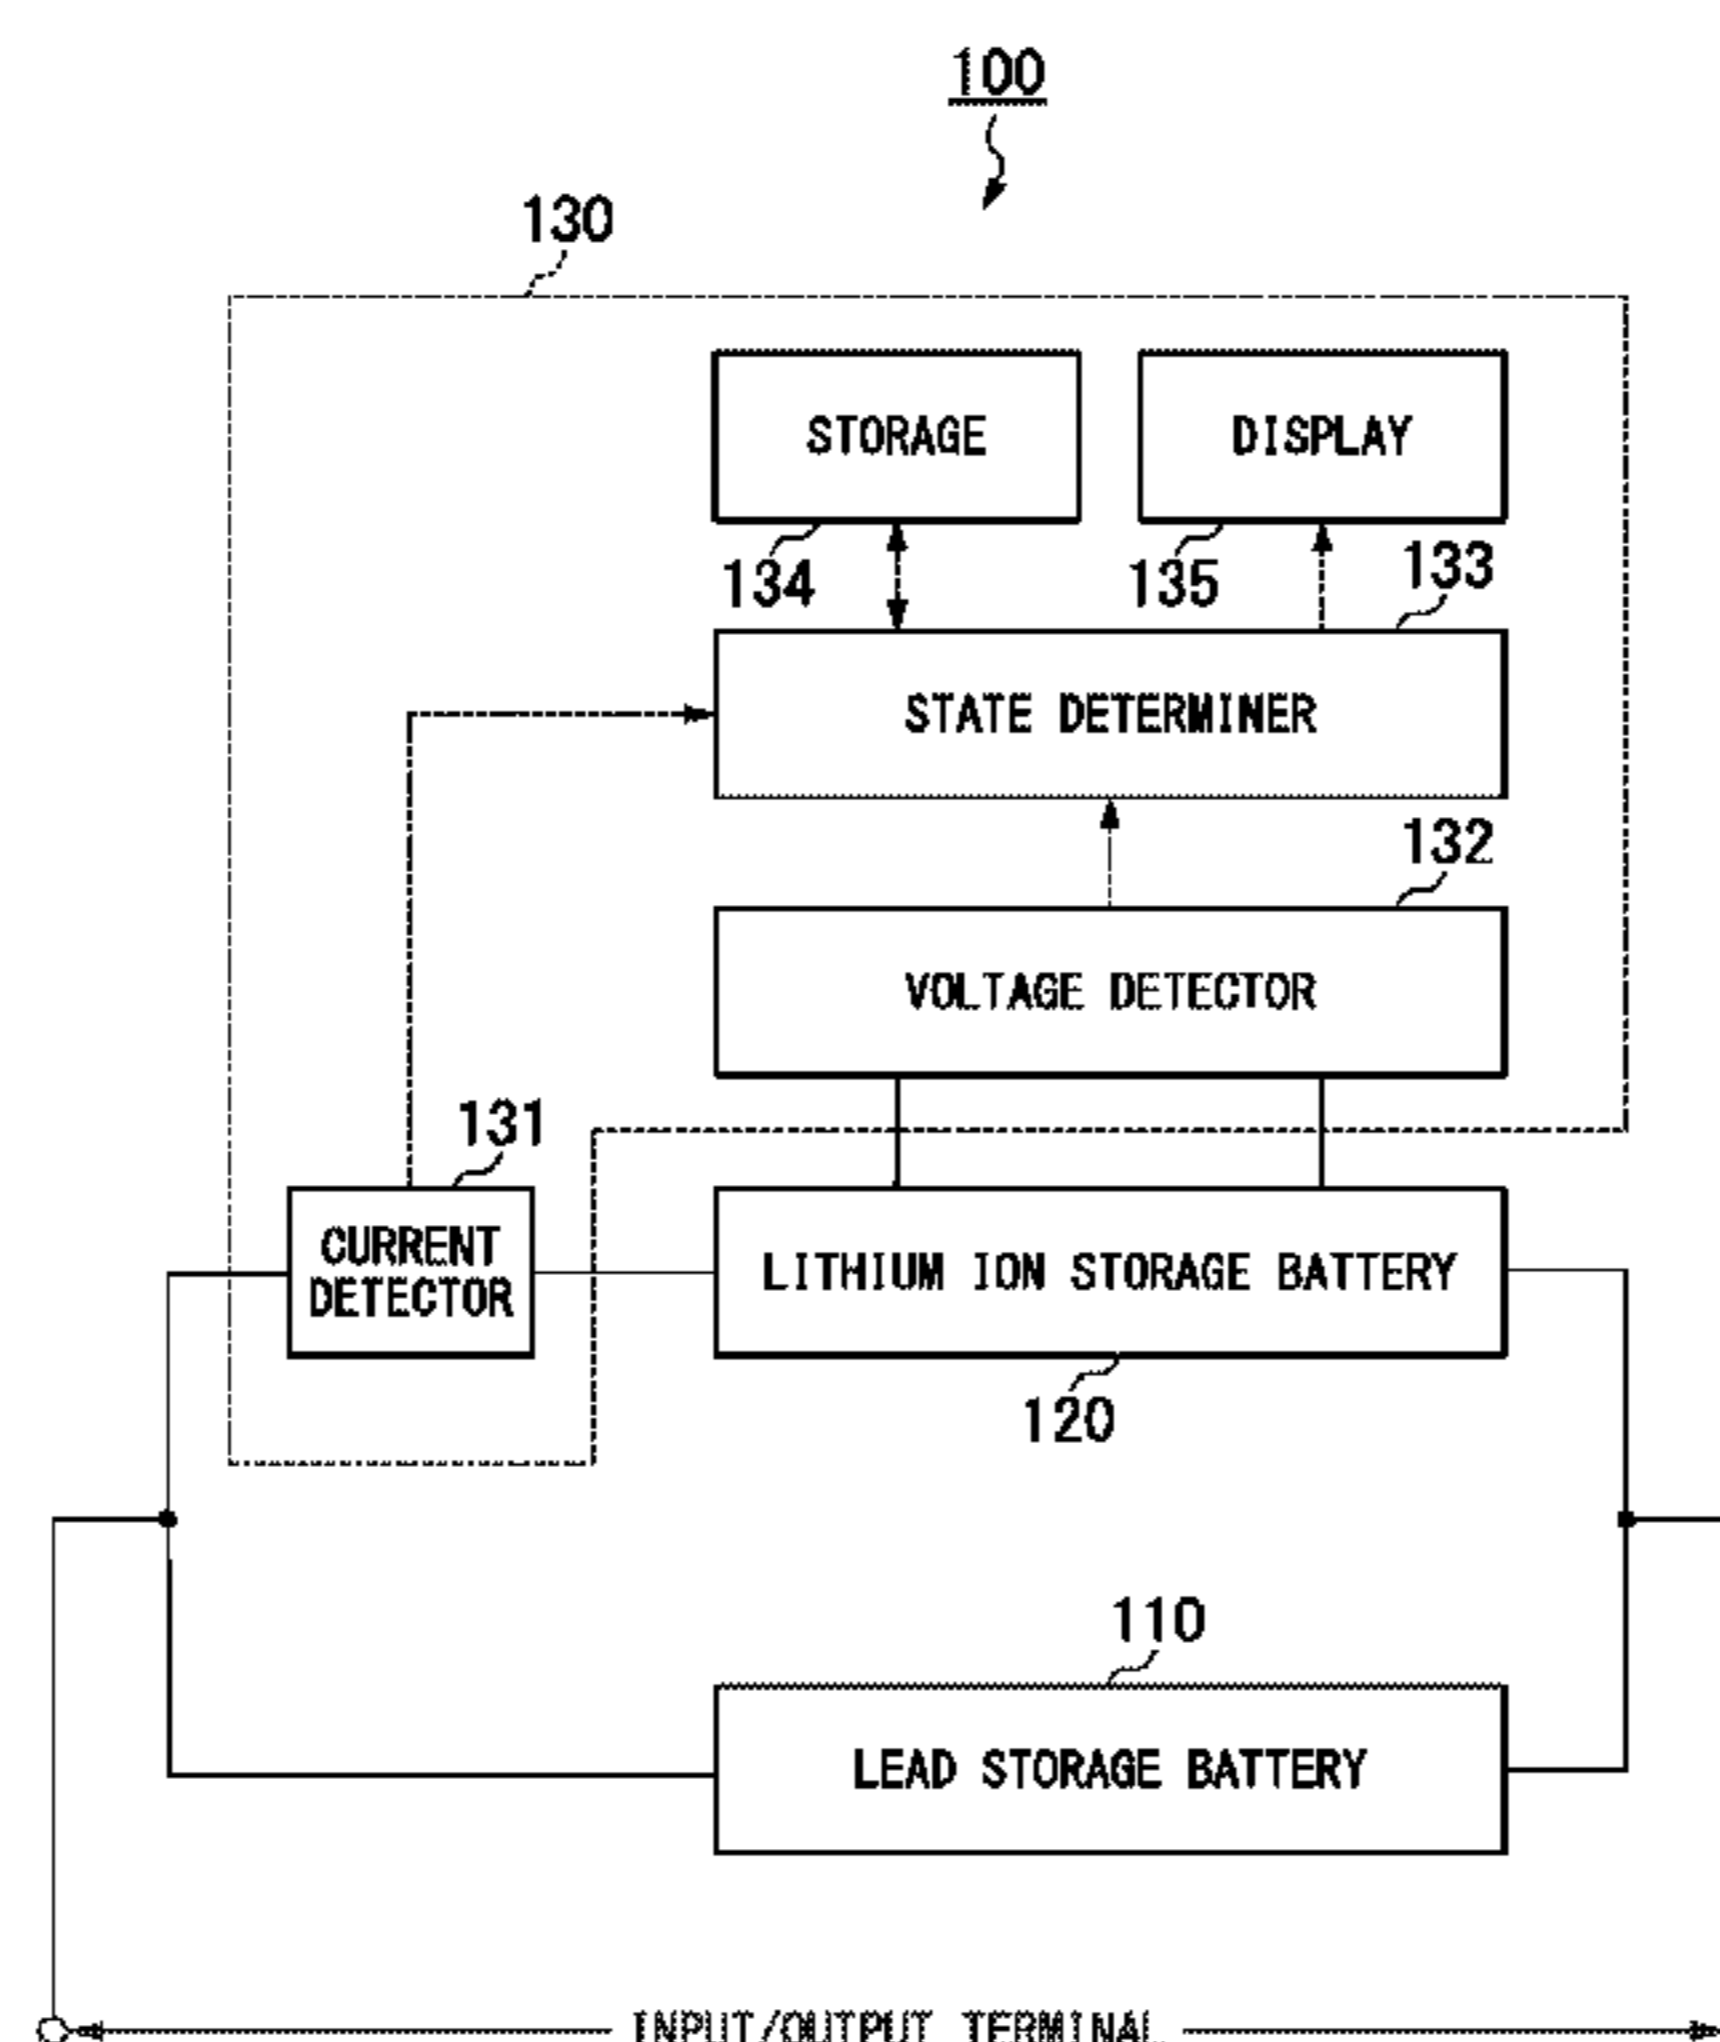 100
130
STORAGE
DISPLAY
134
135
133
STATE DETERMINER
132
VOLTAGE DETECTOR
131
CURRENT
DETECTOR
LITHIUM ION STORAGE BATTERY
120
110
LEAD STORAGE BATTERY
INPUT/OUTPUT TERMINAL